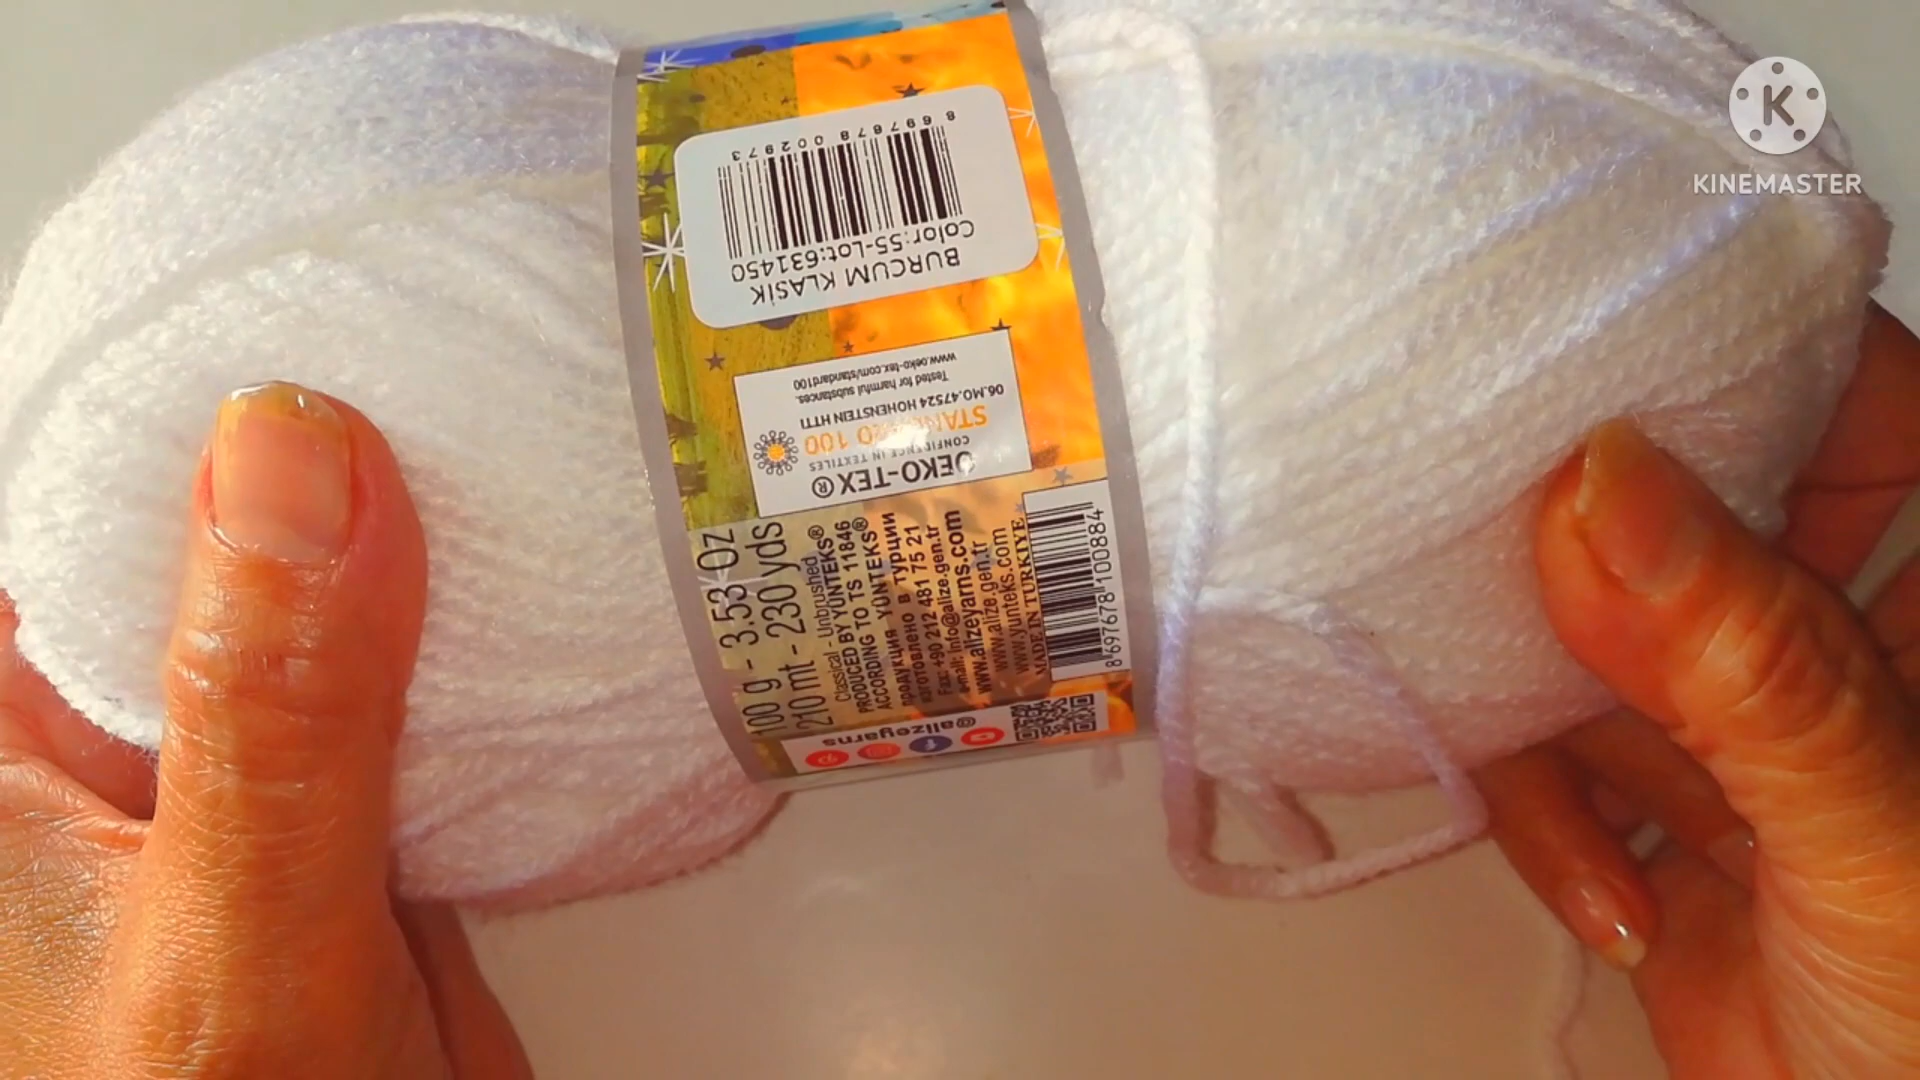 BURCUM KLASİK
Color:55-Lot:631450
8 697678 002973
OEKO-TEX®
CONFIDENCE IN TEXTILES
STANDARD 100
06.M0.47524 HOHENSTEIN HTTI
Tested for harmful substances.
www.oeko-tex.com/standard100
100 g - 3.53 Oz
210 mt - 230 yds
Classical - Unbrushed
PRODUCED BY YÜNTEKS®
ACCORDING TO TS 11846
YÜNTEKS®
продукция
изготовлено в турции
Fax: +90 212 481 75 21
e-mail: info@alize.gen.tr
www.alizeyarns.com
www.alize.gen.tr
www.yunteks.com
MADE IN TURKIYE
8 697678 100884
@alizeyarns
K
KINEMASTER